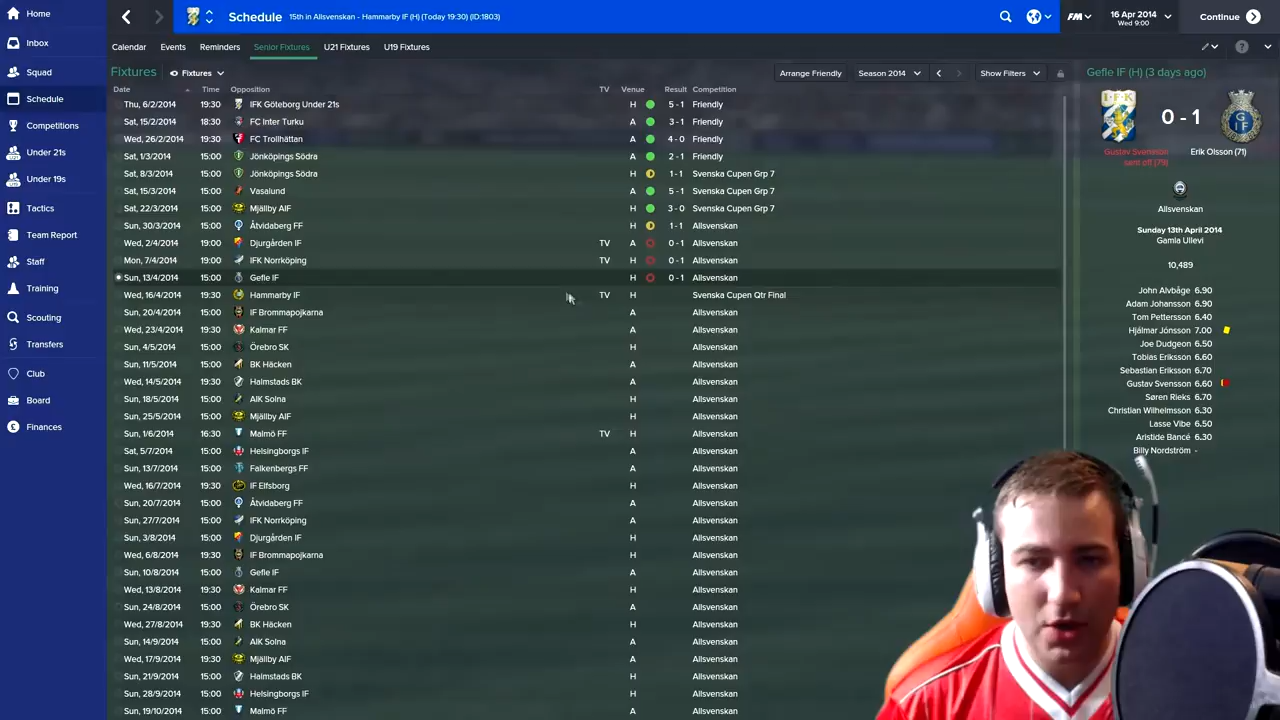 Home
Inbox
Squad
Schedule
Competitions
Under 21s
Under 19s
Tactics
Team Report
Staff
Training
Scouting
Transfers
Club
Board
Finances
Schedule 15th in Allsvenskan - Hammarby IF (H) (Today 19:30) (ID:1803)
FM 16 Apr 2014 Continue
Wed 9:00
Calendar Events Reminders Senior Fixtures U21 Fixtures U19 Fixtures
Fixtures Fixtures Arrange Friendly Season 2014 Show Filters
Date Time Opposition TV Venue Result Competition
Thu, 6/2/2014 19:30 IFK Göteborg Under 21s H 5 - 1 Friendly
Sat, 15/2/2014 18:30 FC Inter Turku A 3 - 1 Friendly
Wed, 26/2/2014 19:30 FC Trollhättan A 4 - 0 Friendly
Sat, 1/3/2014 15:00 Jönköpings Södra A 2 - 1 Friendly
Sat, 8/3/2014 15:00 Jönköpings Södra H 1 - 1 Svenska Cupen Grp 7
Sat, 15/3/2014 15:00 Vasalund A 5 - 1 Svenska Cupen Grp 7
Sat, 22/3/2014 15:00 Mjällby AIF H 3 - 0 Svenska Cupen Grp 7
Sun, 30/3/2014 15:00 Åtvidaberg FF H 1 - 1 Allsvenskan
Wed, 2/4/2014 19:00 Djurgården IF TV A 0 - 1 Allsvenskan
Mon, 7/4/2014 19:00 IFK Norrköping TV H 0 - 1 Allsvenskan
Sun, 13/4/2014 15:00 Gefle IF H 0 - 1 Allsvenskan
Wed, 16/4/2014 19:30 Hammarby IF TV H Svenska Cupen Qtr Final
Sun, 20/4/2014 15:00 IF Brommapojkarna A Allsvenskan
Wed, 23/4/2014 19:30 Kalmar FF A Allsvenskan
Sun, 4/5/2014 15:00 Örebro SK H Allsvenskan
Sun, 11/5/2014 15:00 BK Häcken A Allsvenskan
Wed, 14/5/2014 19:30 Halmstads BK A Allsvenskan
Sun, 18/5/2014 15:00 AIK Solna H Allsvenskan
Sun, 25/5/2014 15:00 Mjällby AIF H Allsvenskan
Sun, 1/6/2014 16:30 Malmö FF TV H Allsvenskan
Sat, 5/7/2014 15:00 Helsingborgs IF H Allsvenskan
Sun, 13/7/2014 15:00 Falkenbergs FF A Allsvenskan
Wed, 16/7/2014 19:30 IF Elfsborg H Allsvenskan
Sun, 20/7/2014 15:00 Åtvidaberg FF A Allsvenskan
Sun, 27/7/2014 15:00 IFK Norrköping A Allsvenskan
Sun, 3/8/2014 15:00 Djurgården IF H Allsvenskan
Wed, 6/8/2014 19:30 IF Brommapojkarna H Allsvenskan
Sun, 10/8/2014 15:00 Gefle IF A Allsvenskan
Wed, 13/8/2014 19:30 Kalmar FF H Allsvenskan
Sun, 24/8/2014 15:00 Örebro SK A Allsvenskan
Wed, 27/8/2014 19:30 BK Häcken H Allsvenskan
Sun, 14/9/2014 15:00 AIK Solna A Allsvenskan
Wed, 17/9/2014 19:30 Mjällby AIF A Allsvenskan
Sun, 21/9/2014 15:00 Halmstads BK H Allsvenskan
Sun, 28/9/2014 15:00 Helsingborgs IF A Allsvenskan
Sun, 19/10/2014 15:00 Malmö FF A Allsvenskan
Gefle IF (H) (3 days ago)
0 - 1
Gustav Svensson
sent off (79)
Erik Olsson (71)
Allsvenskan
Sunday 13th April 2014
Gamla Ullevi
10,489
John Alvbåge 6.90
Adam Johansson 6.90
Tom Pettersson 6.40
Hjálmar Jónsson 7.00
Joe Dudgeon 6.50
Tobias Eriksson 6.60
Sebastian Eriksson 6.70
Gustav Svensson 6.60
Søren Rieks 6.70
Christian Wilhelmsson 6.30
Lasse Vibe 6.50
Aristide Bancé 6.30
Billy Nordström -